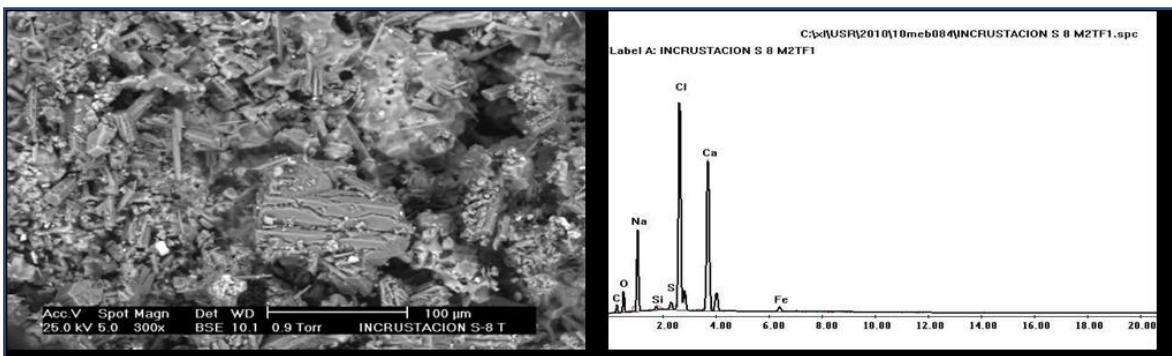 Acc.V Spot Magn Det WD 100 µm
25.0 kV 5.0 300x BSE 10.1 0.9 Torr INCRUSTACION S-8 T
C:\xl\USR\2010\10meb084\INCRUSTACION S 8 M2TF1.spc
Label A: INCRUSTACION S 8 M2TF1
Cl
Ca
Na
O
C
Si
S
Fe
2.00 4.00 6.00 8.00 10.00 12.00 14.00 16.00 18.00 20.00